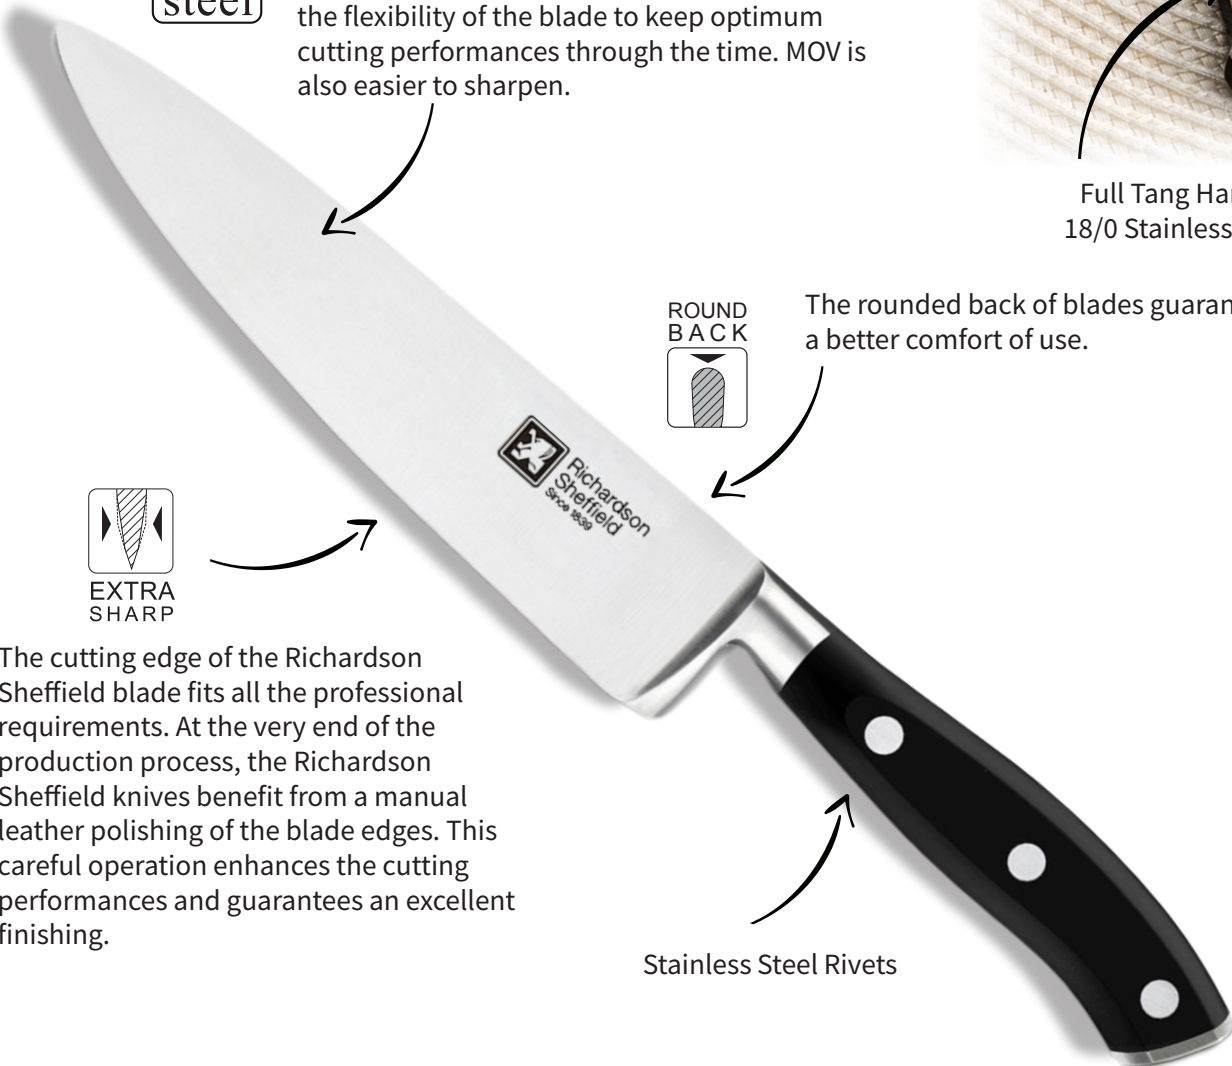 steel
the flexibility of the blade to keep optimum
cutting performances through the time. MOV is
also easier to sharpen.
Full Tang
18/0 Stainless
ROUND
BACK
The rounded back of blades
a better comfort of use.
Richardson
Sheffield
Since 1839
EXTRA
SHARP
The cutting edge of the Richardson
Sheffield blade fits all the professional
requirements. At the very end of the
production process, the Richardson
Sheffield knives benefit from a manual
leather polishing of the blade edges. This
careful operation enhances the cutting
performances and guarantees an excellent
finishing.
Stainless Steel Rivets